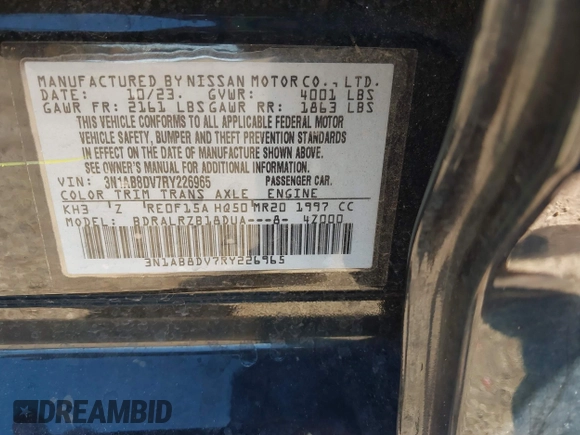 MANUFACTURED BY NISSAN MOTOR CO., LTD.
DATE: 10/23. GVWR: 4001 LBS
GAWR FR: 2161 LBS GAWR RR: 1863 LBS
THIS VEHICLE CONFORMS TO ALL APPLICABLE FEDERAL MOTOR
VEHICLE SAFETY, BUMPER AND THEFT PREVENTION STANDARDS
IN EFFECT ON THE DATE OF MANUFACTURE SHOWN ABOVE.
SEE OWNER'S MANUAL FOR ADDITIONAL INFORMATION.
VIN: 3N1AB8DV7RY226965 PASSENGER CAR.
COLOR TRIM TRANS AXLE ENGINE
KH3 Z RE0F15A HQ50 MR20 1997 CC
MODEL: BDRALRZB18DUA---8- 4Z000
3N1AB8DV7RY226965
DREAMBID